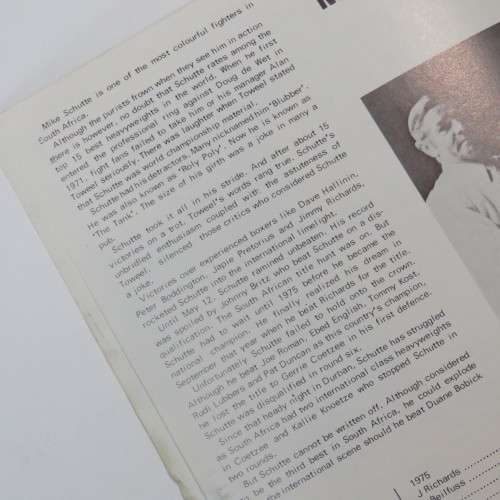 Mike Schutte is one of the most colourful fighters in
South Africa.
Although the purists frown when they see him in action
there is however, no doubt that Schutte rates among the
top 15 best heavyweights in the world. When he first
entered the professional ring against Doug de Wet in
1971, fight fans failed to take him or his manager Alan
Toweel seriously. There was laughter when Toweel stated
that Schutte was world championship material.
Schutte had his detractors. Many nicknamed him "Blubber".
He was also known as 'Roly Poly'. Now he is known as
'The Tank'. The size of his girth was a joke in many a
pub.
Schutte took it all in his stride. And after about 15
victories on a trot, Toweel's words rang true. Schutte's
unbridled enthusiasm coupled with the astuteness of
Toweel, silenced those critics who considered Schutte
a joke.
Victories over experienced boxers like Dave Hallinin,
Peter Boddington, Japie Pretorius and Jimmy Richards,
rocketed Schutte into the international limelight.
Until May 12, Schutte ramined unbeaten. His record
was spoiled by Johnny Britz who beat Schutte on a dis-
qualification. The South African title hunt was on. But
Schutte had to wait until 1975 before he became the
national champion. He finally realized his dream in
September that year when he beat Richards for the title.
Unfortunately Schutte failed to hold onto the crown.
Although he beat Joe Roman, Ebed English, Tommy Kost,
Rudi Lubbers and Pat Duncan as this country's champion,
he lost the title to Gerrie Coetzee in his first defence.
Schutte was disqualified in round six.
Since that heady night in Durban, Schutte has struggled
as South Africa had two international class heavyweights
in Coetzee and Kallie Knoetze who stopped Schutte in
two rounds.
But Schutte cannot be written off. Although considered
to be the third best in South Africa, he could explode
the international scene should he beat Duane Bobick
1975
J Richards
Beilfuss